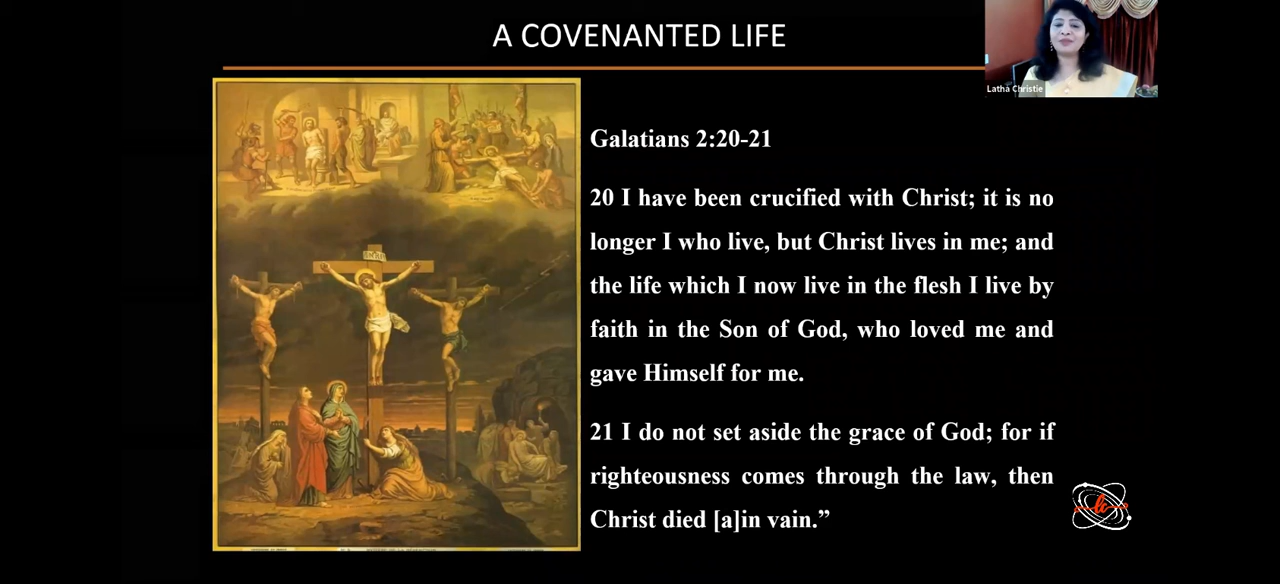 A COVENANTED LIFE
Latha Christie
Galatians 2:20-21
20 I have been crucified with Christ; it is no
longer I who live, but Christ lives in me; and
the life which I now live in the flesh I live by
faith in the Son of God, who loved me and
gave Himself for me.
21 I do not set aside the grace of God; for if
righteousness comes through the law, then
Christ died [a]in vain.”
lc